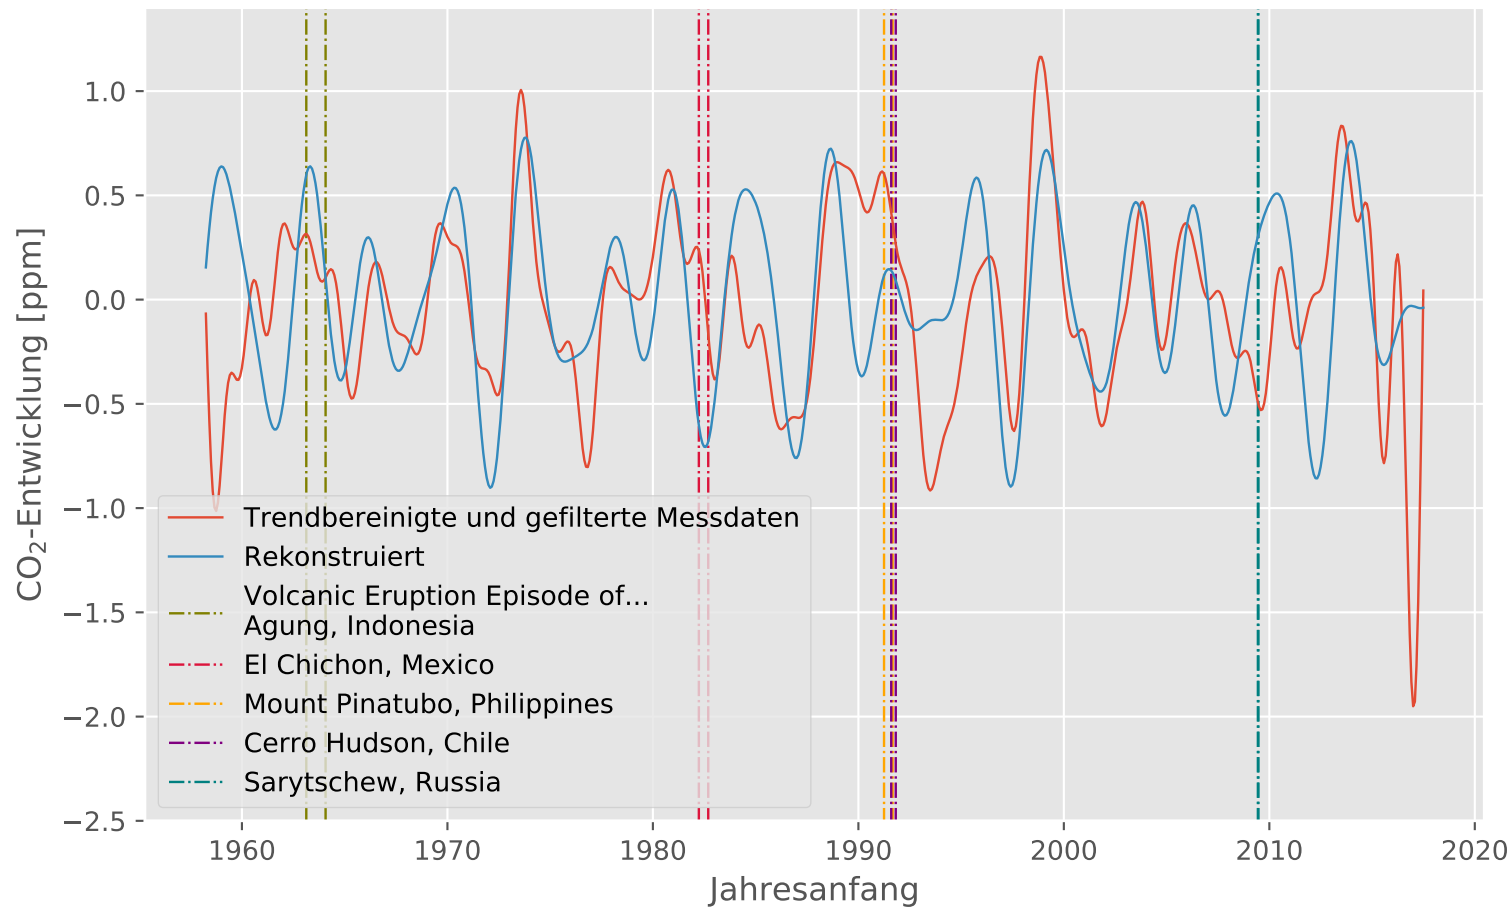 CO₂-Entwicklung [ppm]
1.0
0.5
0.0
−0.5
−1.0
−1.5
−2.0
−2.5
Trendbereinigte und gefilterte Messdaten
Rekonstruiert
Volcanic Eruption Episode of...
Agung, Indonesia
El Chichon, Mexico
Mount Pinatubo, Philippines
Cerro Hudson, Chile
Sarytschew, Russia
1960 1970 1980 1990 2000 2010 2020
Jahresanfang